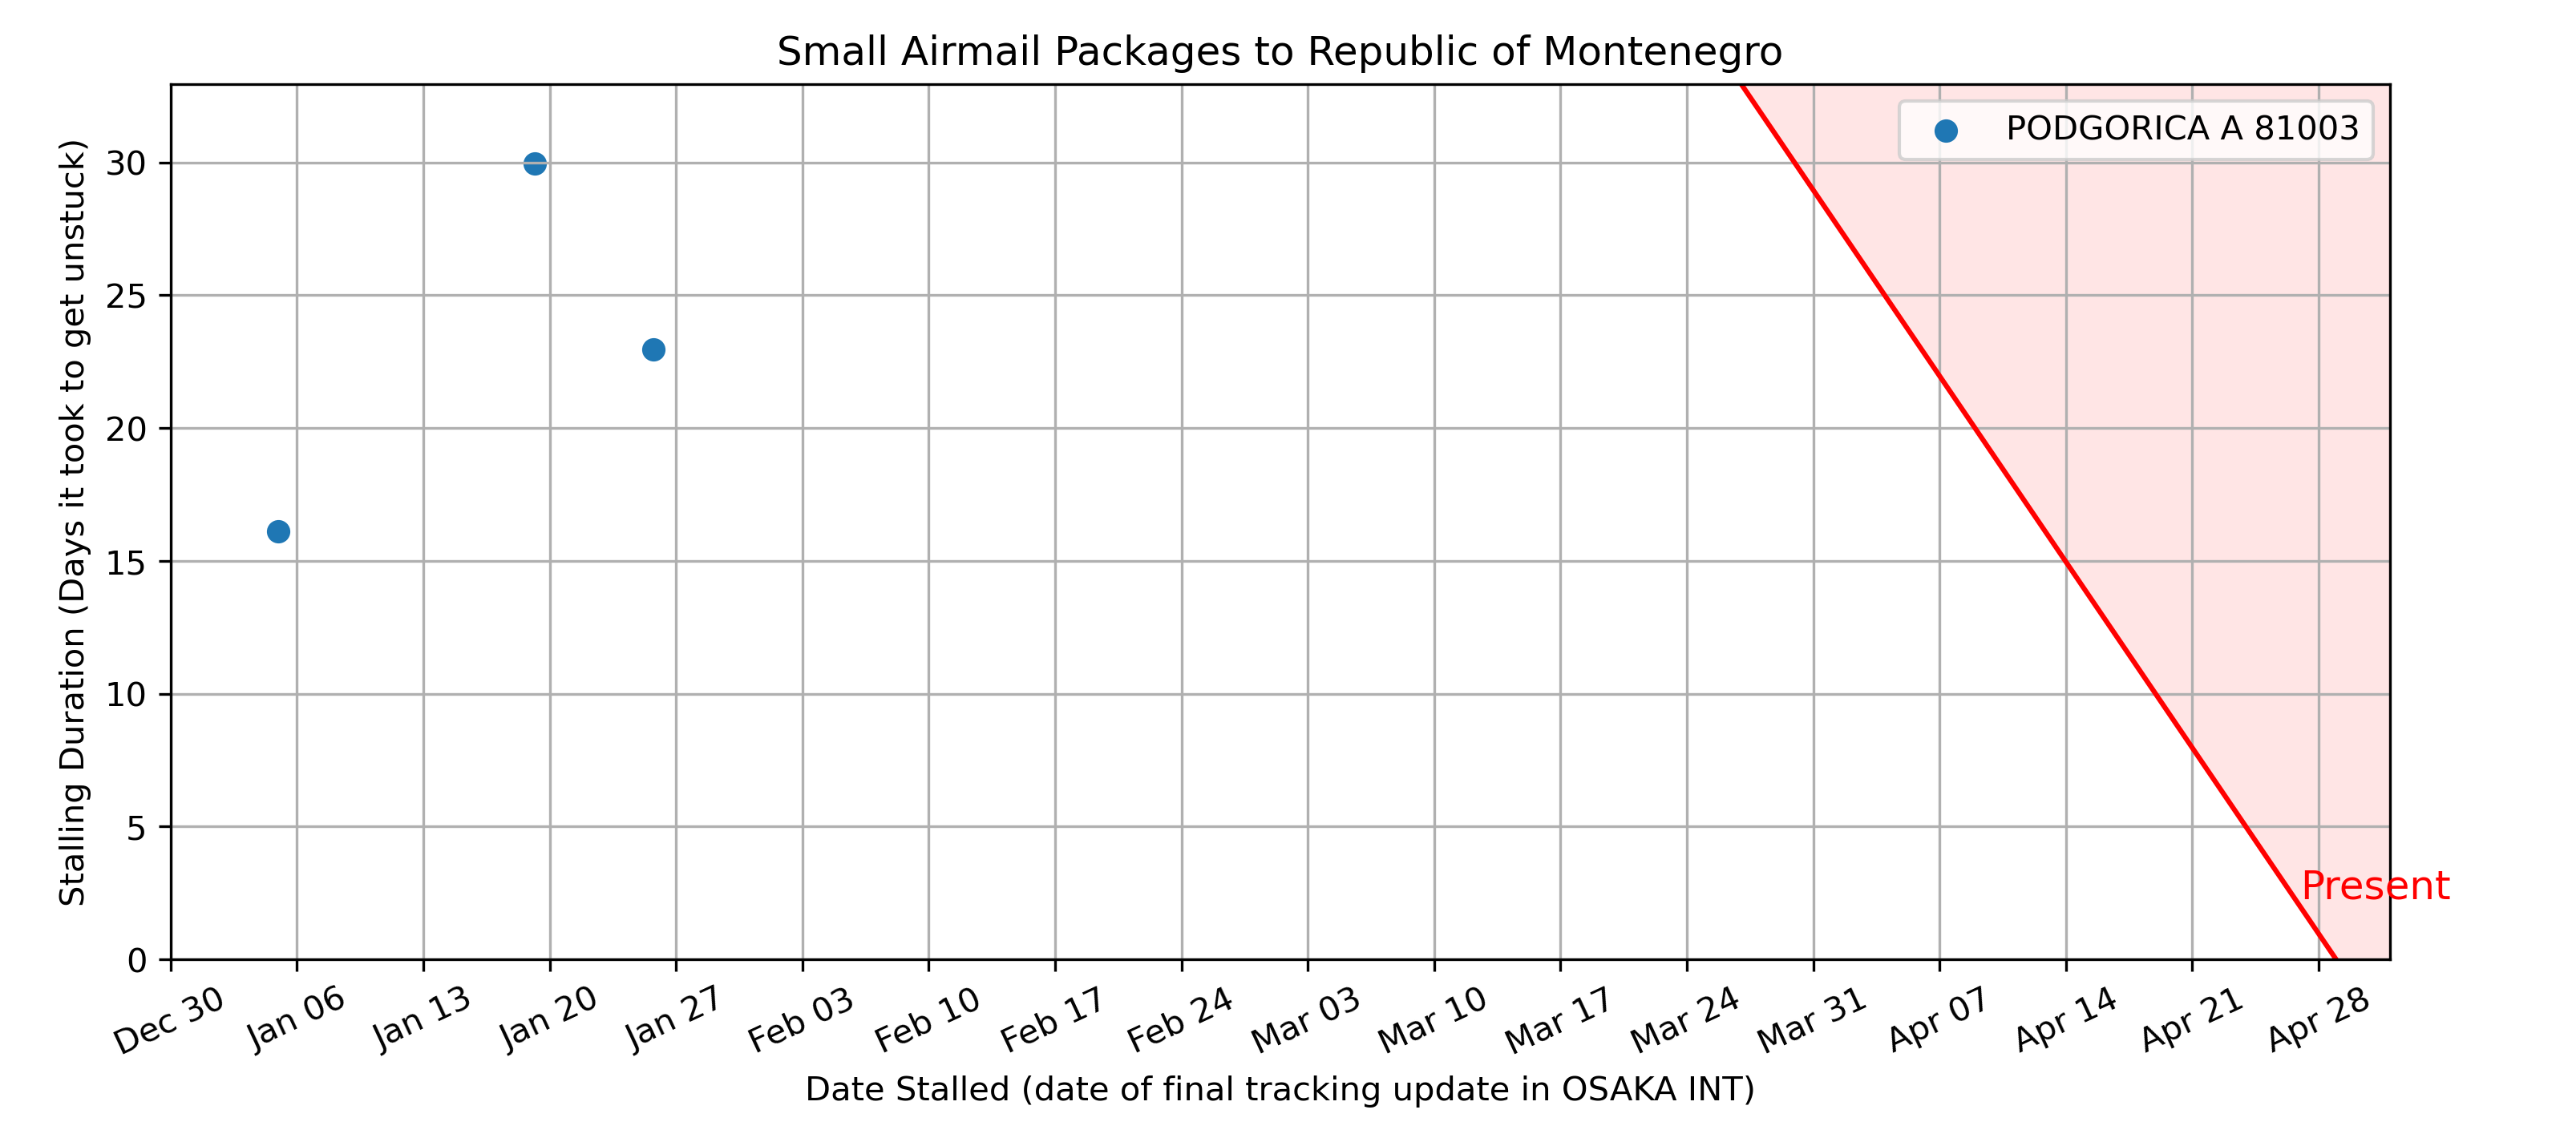 Small Airmail Packages to Republic of Montenegro
PODGORICA A 81003
Stalling Duration (Days it took to get unstuck)
30
25
20
15
10
5
0
Present
Dec 30
Jan 06
Jan 13
Jan 20
Jan 27
Feb 03
Feb 10
Feb 17
Feb 24
Mar 03
Mar 10
Mar 17
Mar 24
Mar 31
Apr 07
Apr 14
Apr 21
Apr 28
Date Stalled (date of final tracking update in OSAKA INT)